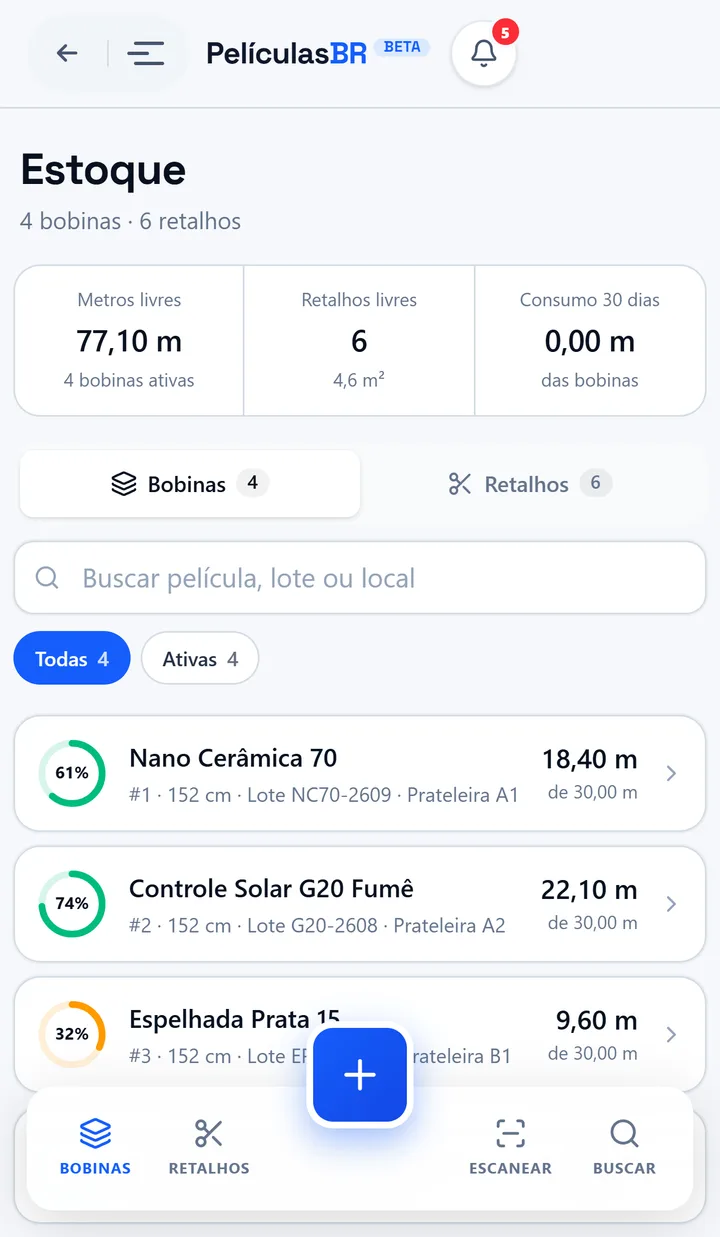 PelículasBR BETA
5
Estoque
4 bobinas · 6 retalhos
Metros livres
77,10 m
4 bobinas ativas
Retalhos livres
6
4,6 m²
Consumo 30 dias
0,00 m
das bobinas
Bobinas 4
Retalhos 6
Buscar película, lote ou local
Todas 4
Ativas 4
61%
Nano Cerâmica 70
#1 · 152 cm · Lote NC70-2609 · Prateleira A1
18,40 m
de 30,00 m
74%
Controle Solar G20 Fumê
#2 · 152 cm · Lote G20-2608 · Prateleira A2
22,10 m
de 30,00 m
32%
Espelhada Prata 15
#3 · 152 cm · Lote
B1
9,60 m
de 30,00 m
BOBINAS
RETALHOS
ESCANEAR
BUSCAR